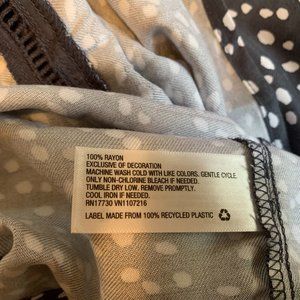 100% RAYON
EXCLUSIVE OF DECORATION
MACHINE WASH COLD WITH LIKE COLORS. GENTLE CYCLE.
ONLY NON-CHLORINE BLEACH IF NEEDED.
TUMBLE DRY LOW. REMOVE PROMPTLY.
COOL IRON IF NEEDED.
RN17730 VN1107216
LABEL MADE FROM 100% RECYCLED PLASTIC